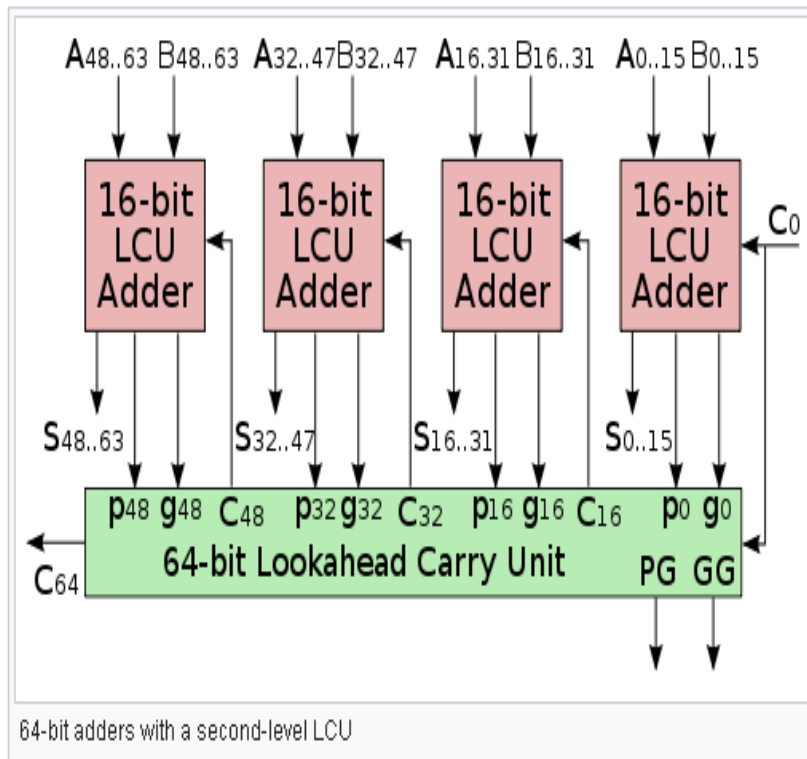 A48..63 B48..63 A32..47B32..47 A16.31 B16..31 A0..15 B0..15
16-bit LCU Adder
16-bit LCU Adder
16-bit LCU Adder
16-bit LCU Adder
C0
S48..63 S32..47 S16..31 S0..15
p48 g48 C48 p32 g32 C32 p16 g16 C16 p0 g0
64-bit Lookahead Carry Unit
PG GG
C64
64-bit adders with a second-level LCU